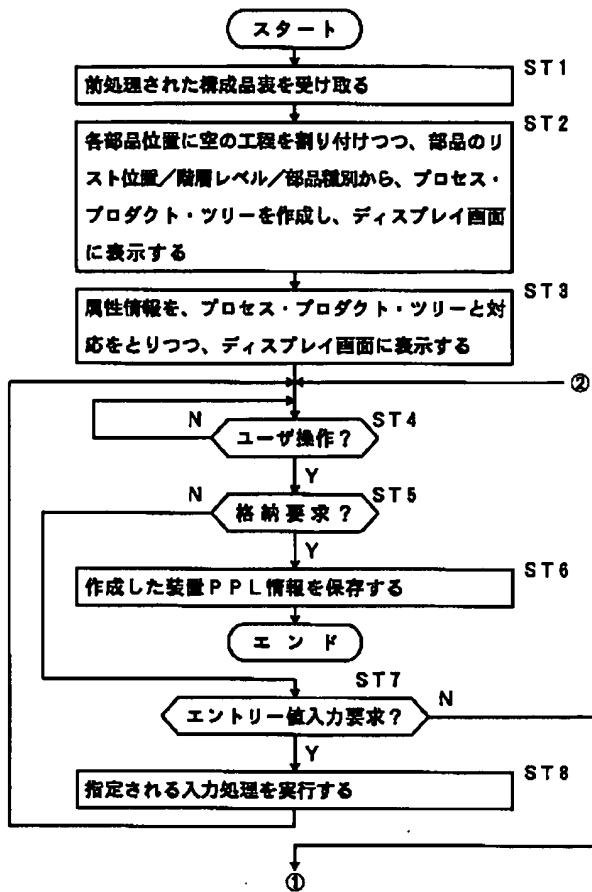 スタート
ST1
前処理された構成品表を受け取る
ST2
各部品位置に空の工程を割り付けつつ、部品のリ
スト位置/階層レベル/部品種別から、プロセス・
プロダクト・ツリーを作成し、ディスプレイ画面
に表示する
ST3
属性情報を、プロセス・プロダクト・ツリーと対
応をとりつつ、ディスプレイ画面に表示する
②
N
ST4
ユーザ操作?
Y
N
ST5
格納要求?
Y
ST6
作成した装置PPL情報を保存する
エンド
ST7
エントリー値入力要求?
N
Y
ST8
指定される入力処理を実行する
①